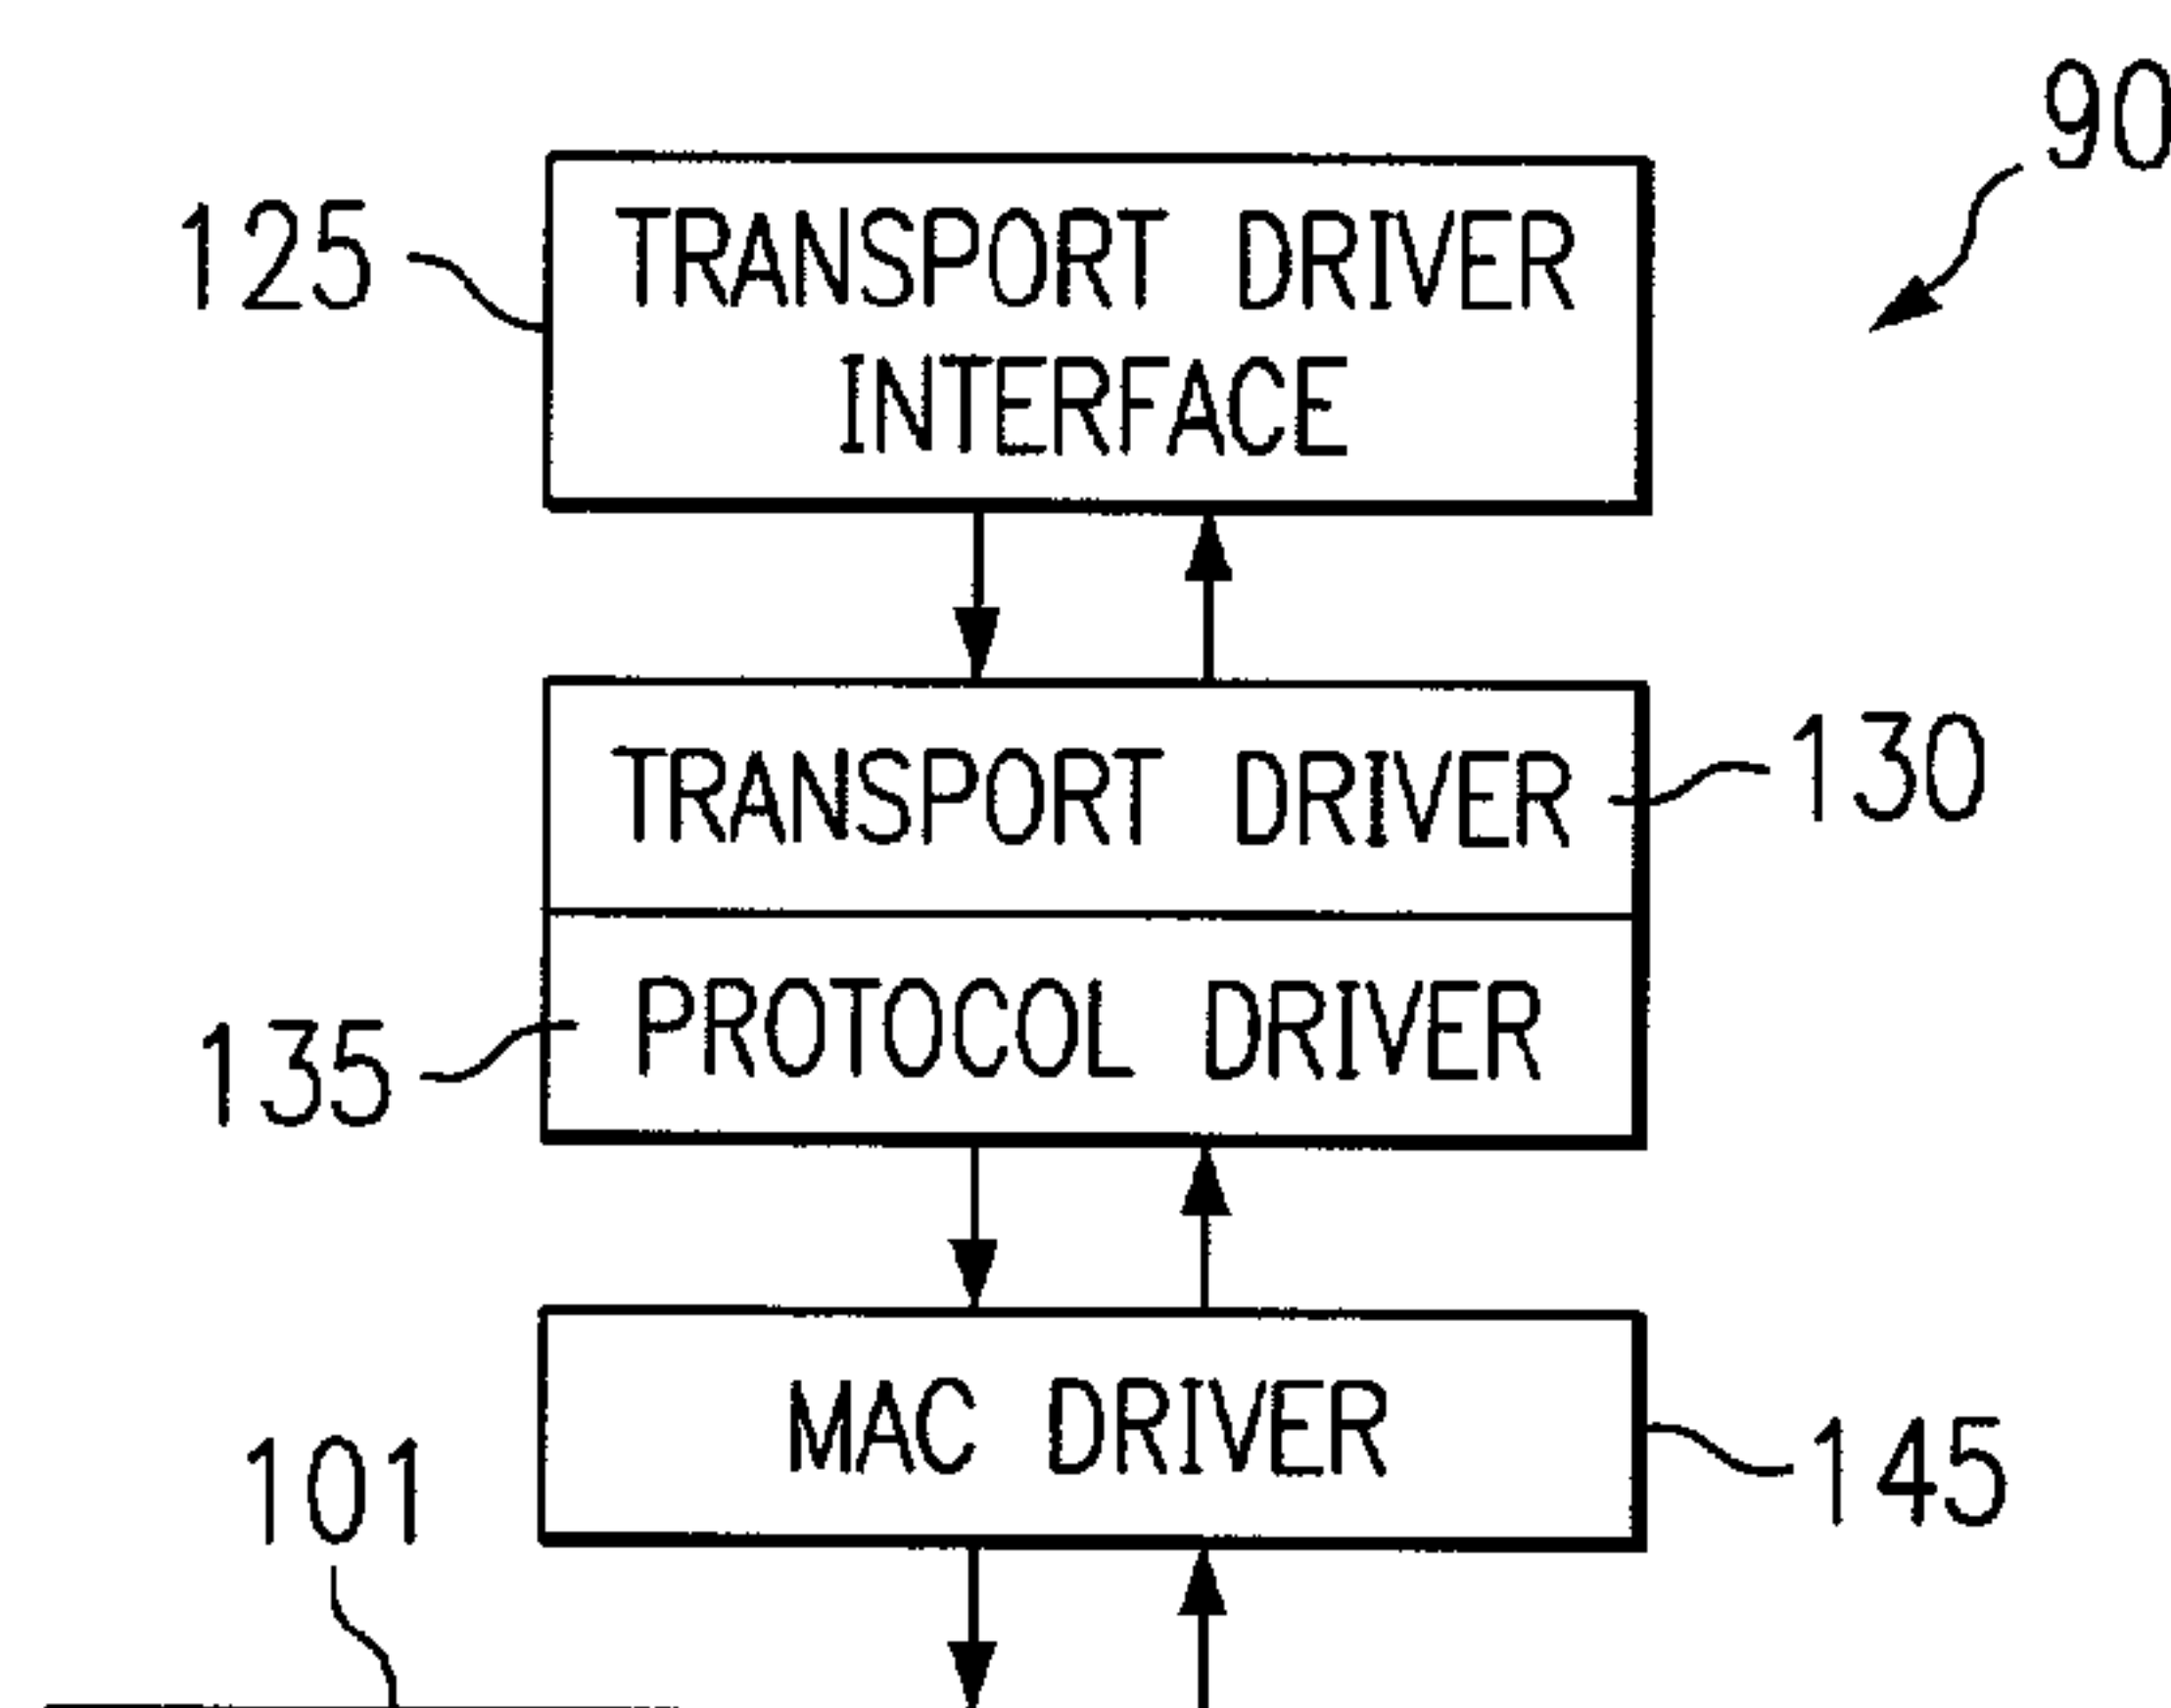 90
125
TRANSPORT DRIVER
INTERFACE
TRANSPORT DRIVER
130
PROTOCOL DRIVER
135
MAC DRIVER
145
101